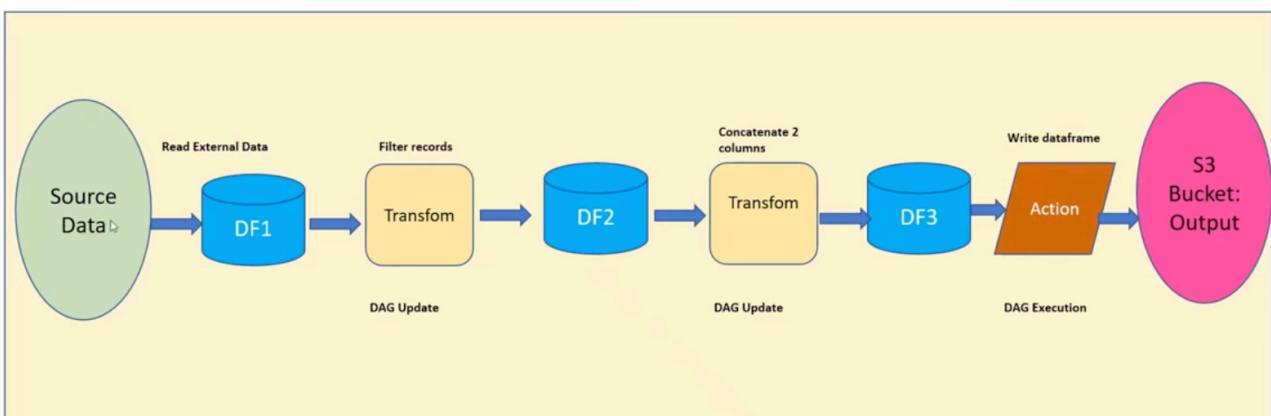 Source
Data
Read External Data
DF1
Filter records
Transfom
DAG Update
DF2
Concatenate 2
columns
Transfom
DAG Update
DF3
Write dataframe
Action
DAG Execution
S3
Bucket:
Output